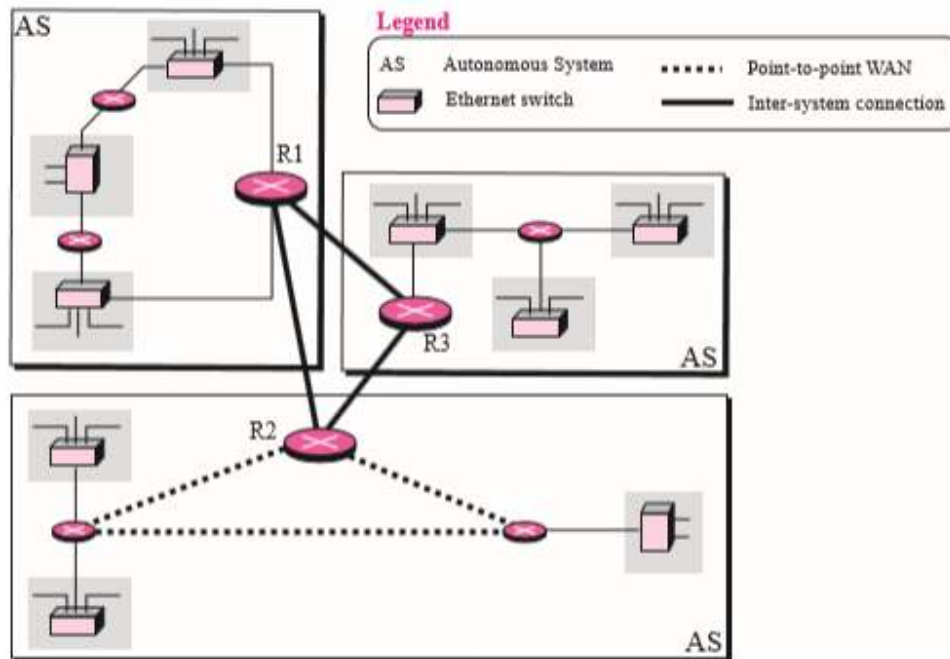 AS
Legend
AS Autonomous System
Point-to-point WAN
Ethernet switch
Inter-system connection
R1
R3
AS
R2
AS